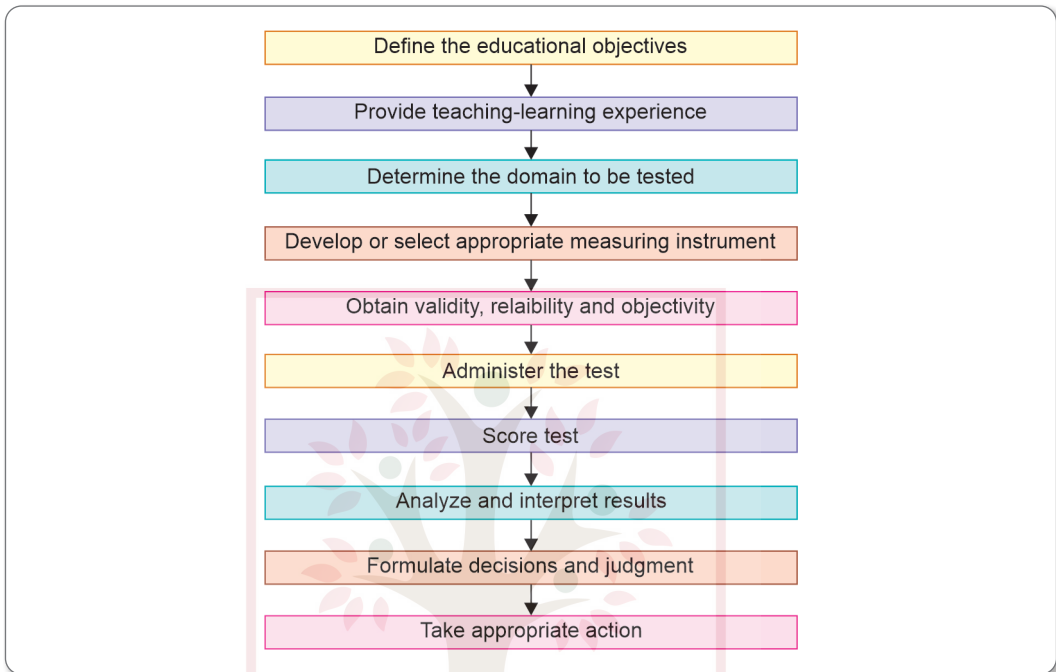 Define the educational objectives
Provide teaching-learning experience
Determine the domain to be tested
Develop or select appropriate measuring instrument
Obtain validity, relaibility and objectivity
Administer the test
Score test
Analyze and interpret results
Formulate decisions and judgment
Take appropriate action